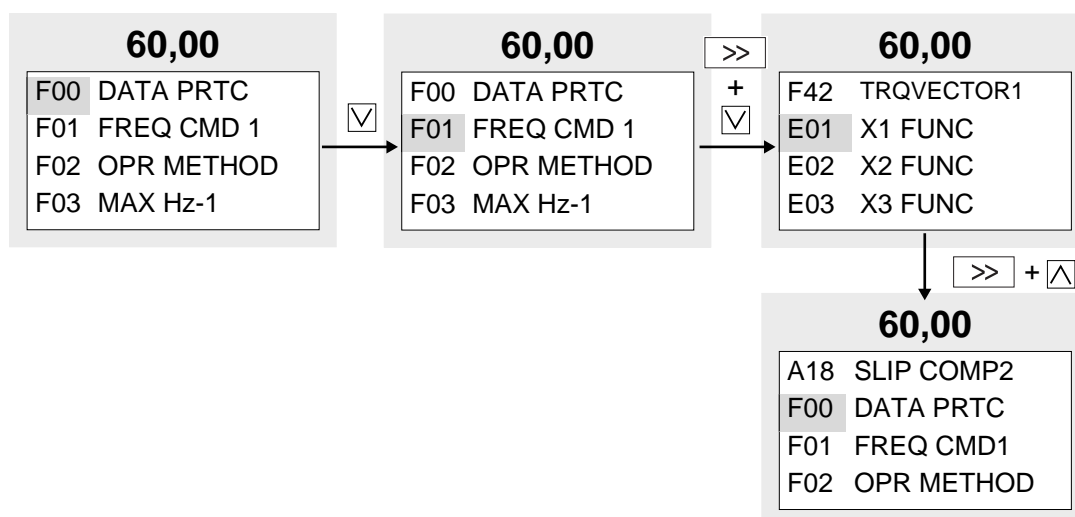 60,00
F00 DATA PRTC
F01 FREQ CMD 1
F02 OPR METHOD
F03 MAX Hz-1
60,00
F00 DATA PRTC
F01 FREQ CMD 1
F02 OPR METHOD
F03 MAX Hz-1
>>
+
60,00
F42 TRQVECTOR1
E01 X1 FUNC
E02 X2 FUNC
E03 X3 FUNC
>> +
60,00
A18 SLIP COMP2
F00 DATA PRTC
F01 FREQ CMD1
F02 OPR METHOD